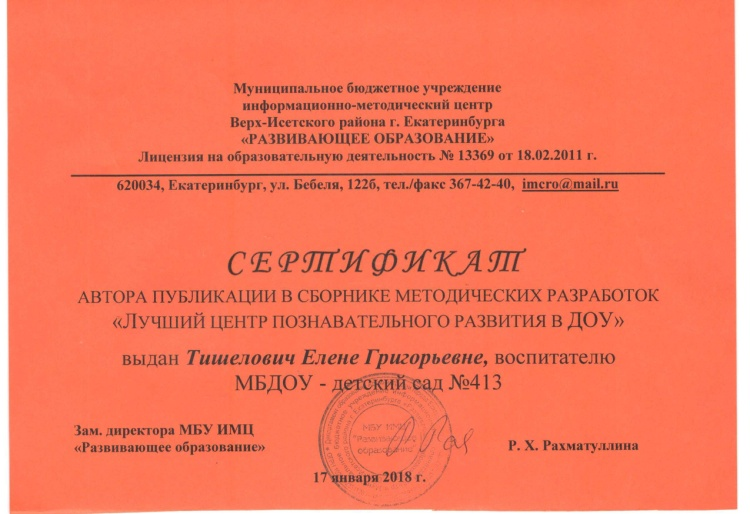 Муниципальное бюджетное учреждение
информационно-методический центр
Верх-Исетского района г. Екатеринбурга
«РАЗВИВАЮЩЕЕ ОБРАЗОВАНИЕ»
Лицензия на образовательную деятельность № 13369 от 18.02.2011 г.
620034, Екатеринбург, ул. Бебеля, 122б, тел./факс 367-42-40, imcro@mail.ru
СЕРТИФИКАТ
АВТОРА ПУБЛИКАЦИИ В СБОРНИКЕ МЕТОДИЧЕСКИХ РАЗРАБОТОК
«ЛУЧШИЙ ЦЕНТР ПОЗНАВАТЕЛЬНОГО РАЗВИТИЯ В ДОУ»
выдан Тишелович Елене Григорьевне, воспитателю
МБДОУ - детский сад №413
МБУ ИМЦ
образование
Зам. директора МБУ ИМЦ
«Развивающее образование»
Р. Х. Рахматуллина
17 января 2018 г.